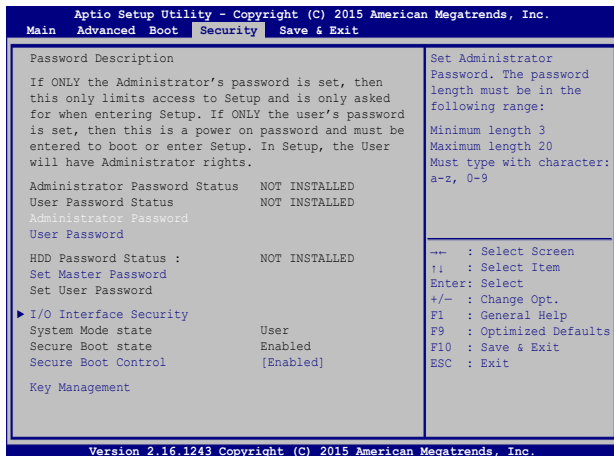 Aptio Setup Utility - Copyright (C) 2015 American Megatrends, Inc.
Main Advanced Boot Security Save & Exit
Password Description
If ONLY the Administrator's password is set, then
this only limits access to Setup and is only asked
for when entering Setup. If ONLY the user's password
is set, then this is a power on password and must be
entered to boot or enter Setup. In Setup, the User
will have Administrator rights.
Administrator Password Status NOT INSTALLED
User Password Status NOT INSTALLED
Administrator Password
User Password
HDD Password Status : NOT INSTALLED
Set Master Password
Set User Password
▶ I/O Interface Security
System Mode state User
Secure Boot state Enabled
Secure Boot Control [Enabled]
Key Management
Set Administrator
Password. The password
length must be in the
following range:
Minimum length 3
Maximum length 20
Must type with character:
a-z, 0-9
→← : Select Screen
↑↓ : Select Item
Enter: Select
+/— : Change Opt.
F1 : General Help
F9 : Optimized Defaults
F10 : Save & Exit
ESC : Exit
Version 2.16.1243 Copyright (C) 2015 American Megatrends, Inc.